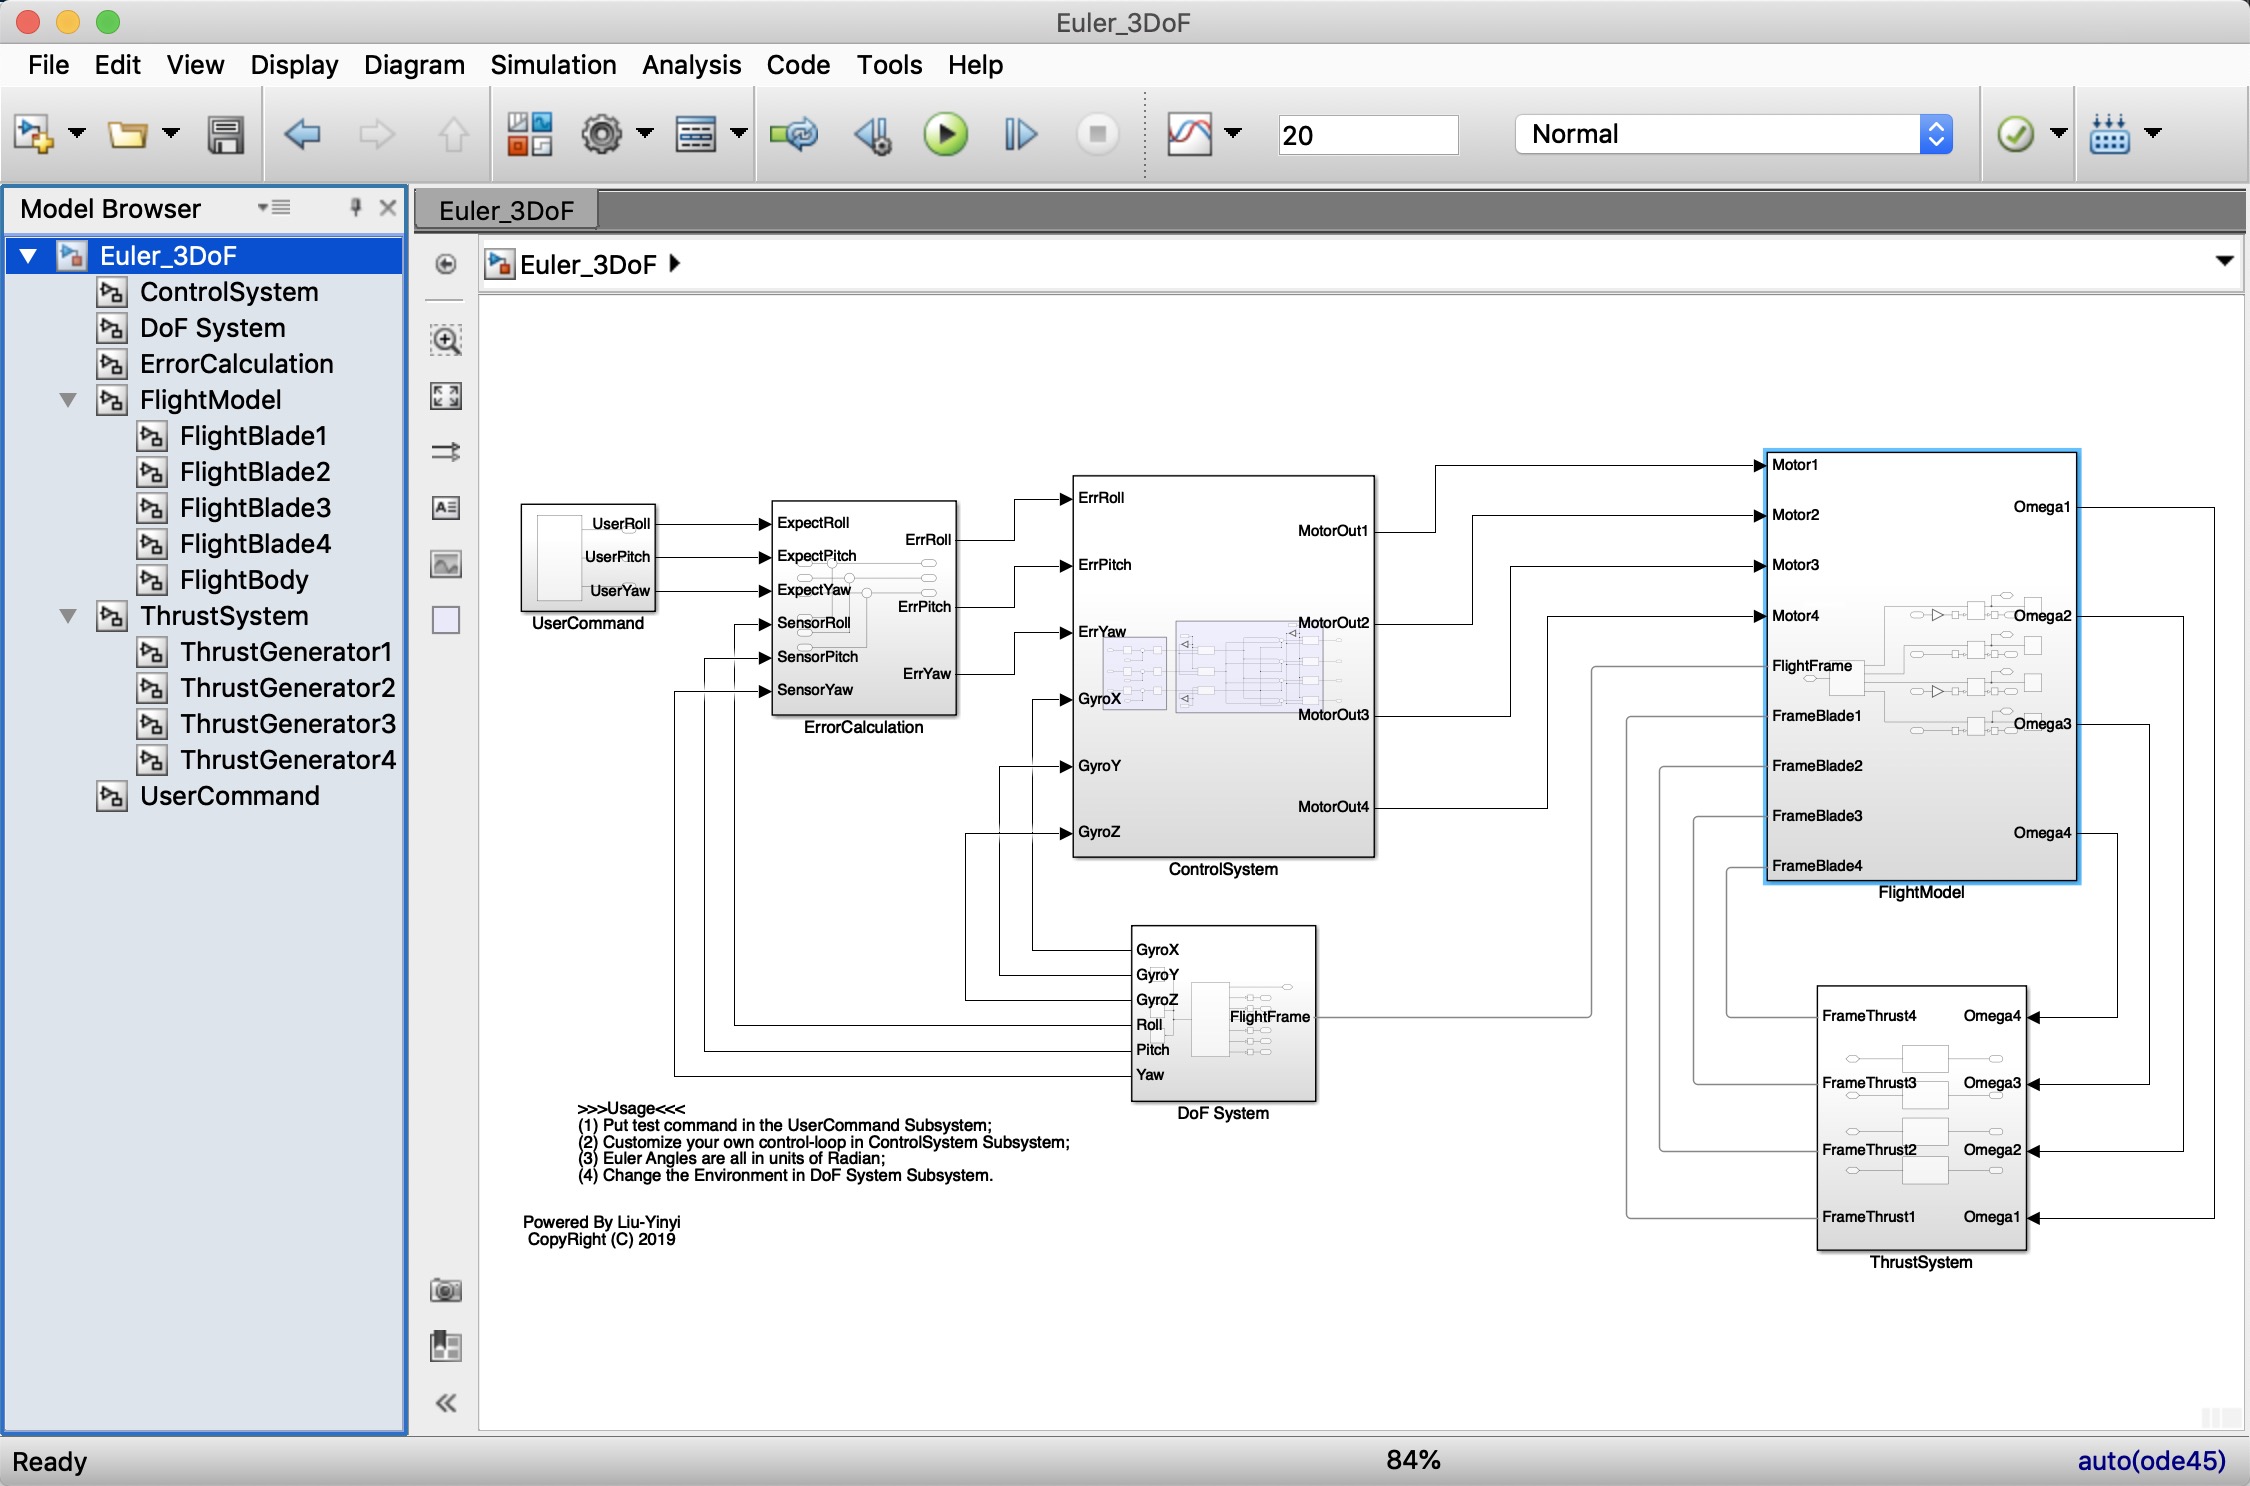 Euler_3DoF
File Edit View Display Diagram Simulation Analysis Code Tools Help
20
Normal
Model Browser
Euler_3DoF
ControlSystem
DoF System
ErrorCalculation
FlightModel
FlightBlade1
FlightBlade2
FlightBlade3
FlightBlade4
FlightBody
ThrustSystem
ThrustGenerator1
ThrustGenerator2
ThrustGenerator3
ThrustGenerator4
UserCommand
Euler_3DoF
Euler_3DoF
UserRoll
UserPitch
UserYaw
UserCommand
ExpectRoll
ExpectPitch
ExpectYaw
SensorRoll
SensorPitch
SensorYaw
ErrRoll
ErrPitch
ErrYaw
ErrorCalculation
ErrRoll
ErrPitch
ErrYaw
GyroX
GyroY
GyroZ
MotorOut1
MotorOut2
MotorOut3
MotorOut4
ControlSystem
Motor1
Motor2
Motor3
Motor4
FlightFrame
FrameBlade1
FrameBlade2
FrameBlade3
FrameBlade4
Omega1
Omega2
Omega3
Omega4
FlightModel
GyroX
GyroY
GyroZ
Roll
Pitch
Yaw
FlightFrame
DoF System
FrameThrust4
FrameThrust3
FrameThrust2
FrameThrust1
Omega4
Omega3
Omega2
Omega1
ThrustSystem
>>>Usage<<<
(1) Put test command in the UserCommand Subsystem;
(2) Customize your own control-loop in ControlSystem Subsystem;
(3) Euler Angles are all in units of Radian;
(4) Change the Environment in DoF System Subsystem.
Powered By Liu-Yinyi
CopyRight (C) 2019
Ready
84%
auto(ode45)